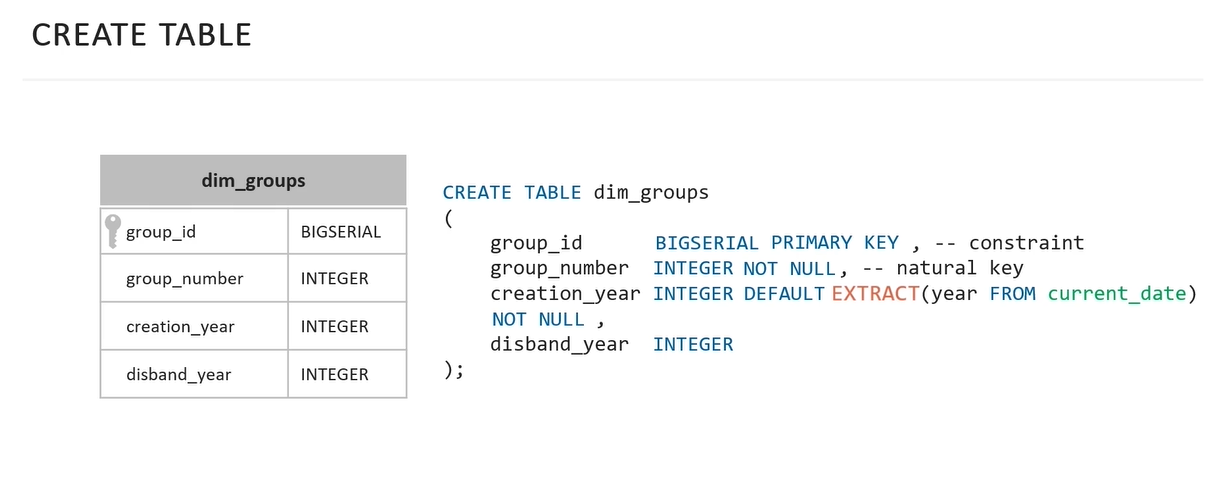 CREATE TABLE
dim_groups
group_id BIGSERIAL
group_number INTEGER
creation_year INTEGER
disband_year INTEGER
CREATE TABLE dim_groups
(
group_id BIGSERIAL PRIMARY KEY , -- constraint
group_number INTEGER NOT NULL, -- natural key
creation_year INTEGER DEFAULT EXTRACT(year FROM current_date)
NOT NULL ,
disband_year INTEGER
);